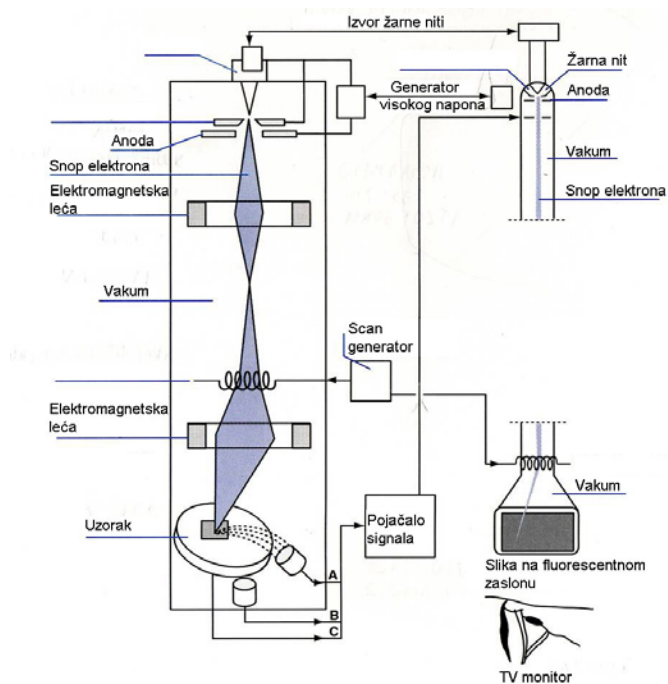 Izvor žarne niti
Žarna nit
Generator
visokog napona
Anoda
Anoda
Vakum
Snop elektrona
Snop elektrona
Elektromagnetska
leća
Vakum
Scan
generator
Elektromagnetska
leća
Vakum
Uzorak
Pojačalo
signala
A
B
C
Slika na fluorescentnom
zaslonu
TV monitor